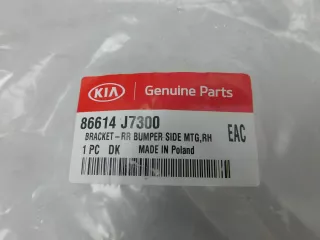 KIA Genuine Parts
86614 J7300
BRACKET-RR BUMPER SIDE MTG,RH
EAC
1 PC DK MADE IN Poland